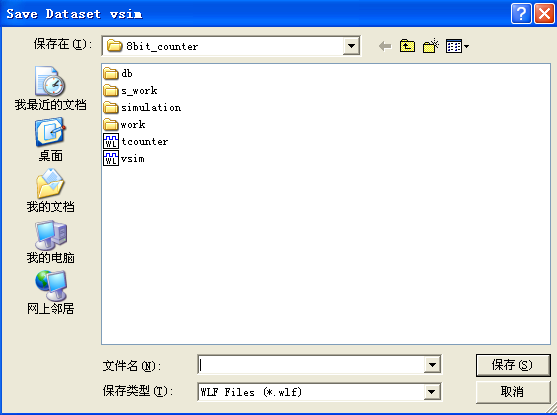 Save Dataset vsim
保存在(I):
8bit_counter
我最近的文档
桌面
我的文档
我的电脑
网上邻居
db
s_work
simulation
work
tcounter
vsim
文件名(N):
保存(S)
保存类型(T):
WLF Files (*.wlf)
取消